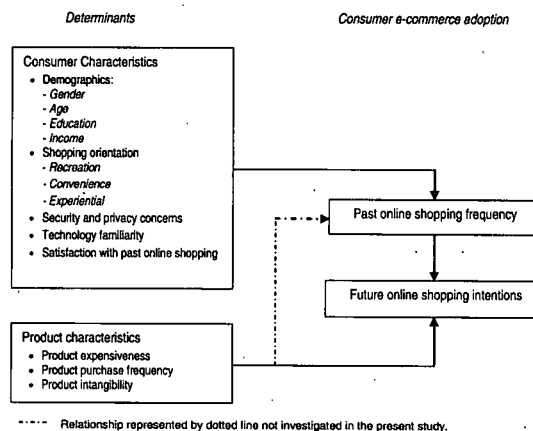 Determinants
Consumer e-commerce adoption
Consumer Characteristics
• Demographics:
- Gender
- Age
- Education
- Income
• Shopping orientation
- Recreation
- Convenience
- Experiential
• Security and privacy concerns
• Technology familiarity
• Satisfaction with past online shopping
Past online shopping frequency
Future online shopping intentions
Product characteristics
• Product expensiveness
• Product purchase frequency
• Product intangibility
Relationship represented by dotted line not investigated in the present study.